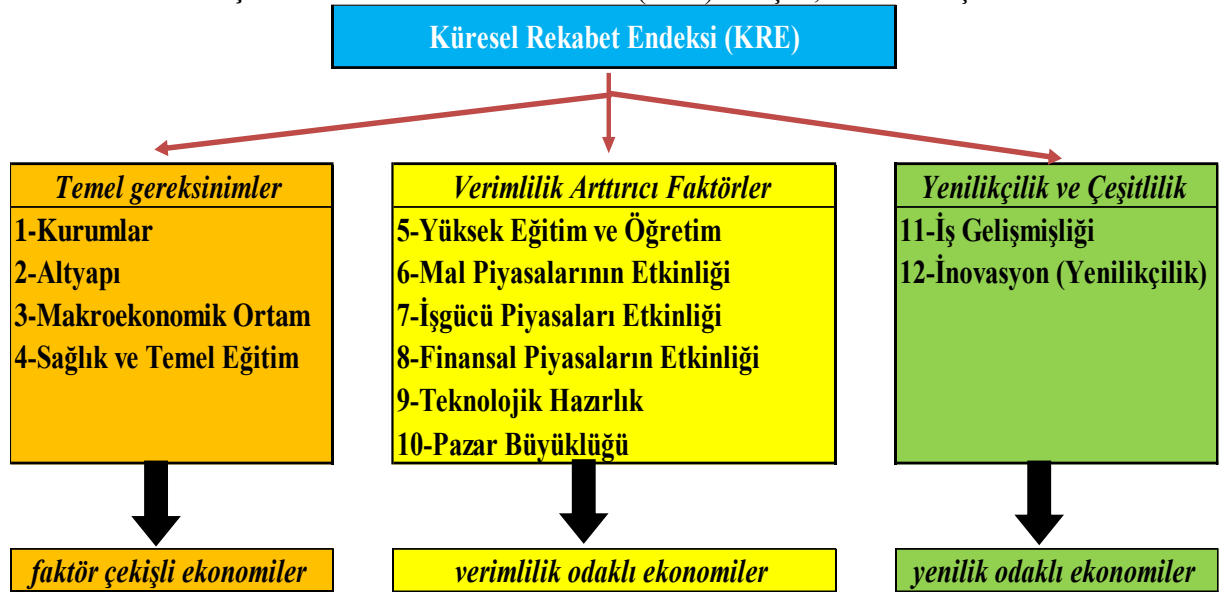 Küresel Rekabet Endeksi (KRE)
Temel gereksinimler
1-Kurumlar
2-Altyapı
3-Makroekonomik Ortam
4-Sağlık ve Temel Eğitim
faktör çekişli ekonomiler
Verimlilik Arttırıcı Faktörler
5-Yüksek Eğitim ve Öğretim
6-Mal Piyasalarının Etkinliği
7-İşgücü Piyasaları Etkinliği
8-Finansal Piyasaların Etkinliği
9-Teknolojik Hazırlık
10-Pazar Büyüklüğü
verimlilik odaklı ekonomiler
Yenilikçilik ve Çeşitlilik
11-İş Gelişmişliği
12-İnovasyon (Yenilikçilik)
yenilik odaklı ekonomiler